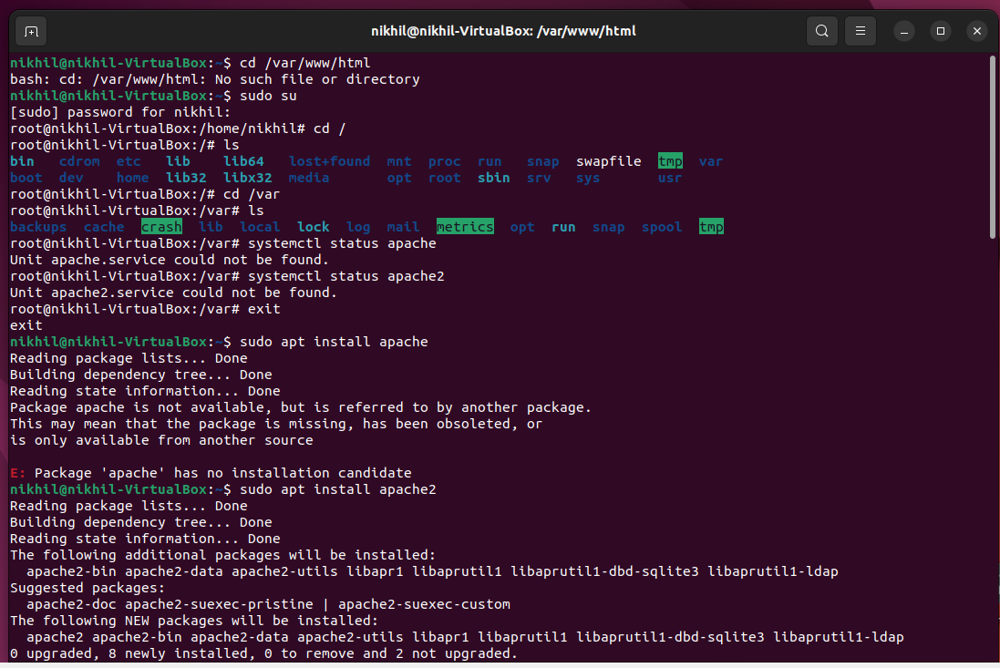 nikhil@nikhil-VirtualBox: /var/www/html
nikhil@nikhil-VirtualBox:~$ cd /var/www/html
bash: cd: /var/www/html: No such file or directory
nikhil@nikhil-VirtualBox:~$ sudo su
[sudo] password for nikhil:
root@nikhil-VirtualBox:/home/nikhil# cd /
root@nikhil-VirtualBox:/# ls
bin   cdrom  etc   lib    lib64   lost+found  mnt  proc  run   snap  swapfile  tmp  var
boot  dev    home  lib32  libx32  media       opt  root  sbin  srv   sys       usr
root@nikhil-VirtualBox:/# cd /var
root@nikhil-VirtualBox:/var# ls
backups  cache  crash  lib  local  lock  log  mail  metrics  opt  run  snap  spool  tmp
root@nikhil-VirtualBox:/var# systemctl status apache
Unit apache.service could not be found.
root@nikhil-VirtualBox:/var# systemctl status apache2
Unit apache2.service could not be found.
root@nikhil-VirtualBox:/var# exit
exit
nikhil@nikhil-VirtualBox:~$ sudo apt install apache
Reading package lists... Done
Building dependency tree... Done
Reading state information... Done
Package apache is not available, but is referred to by another package.
This may mean that the package is missing, has been obsoleted, or
is only available from another source
E: Package 'apache' has no installation candidate
nikhil@nikhil-VirtualBox:~$ sudo apt install apache2
Reading package lists... Done
Building dependency tree... Done
Reading state information... Done
The following additional packages will be installed:
  apache2-bin apache2-data apache2-utils libapr1 libaprutil1 libaprutil1-dbd-sqlite3 libaprutil1-ldap
Suggested packages:
  apache2-doc apache2-suexec-pristine | apache2-suexec-custom
The following NEW packages will be installed:
  apache2 apache2-bin apache2-data apache2-utils libapr1 libaprutil1 libaprutil1-dbd-sqlite3 libaprutil1-ldap
0 upgraded, 8 newly installed, 0 to remove and 2 not upgraded.